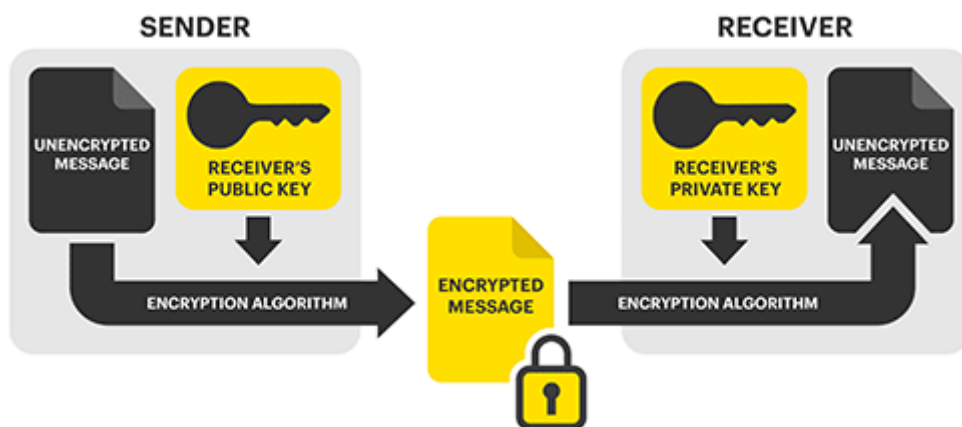 SENDER
RECEIVER
UNENCRYPTED
MESSAGE
RECEIVER'S
PUBLIC KEY
RECEIVER'S
PRIVATE KEY
UNENCRYPTED
MESSAGE
ENCRYPTION ALGORITHM
ENCRYPTED
MESSAGE
ENCRYPTION ALGORITHM